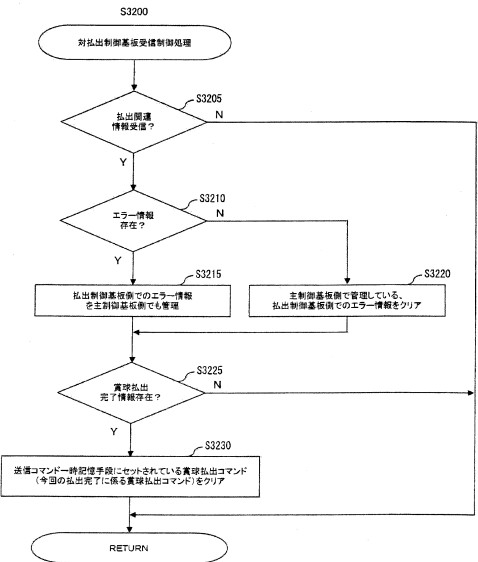 S3200
対払出制御基板受信制御処理
S3205
払出関連
情報受信？
N
Y
S3210
エラー情報
存在？
N
Y
S3215
払出制御基板側でのエラー情報
を主制御基板側でも管理
S3220
主制御基板側で管理している、
払出制御基板側でのエラー情報をクリア
S3225
賞球払出
完了情報存在？
N
Y
S3230
送信コマンド一時記憶手段にセットされている賞球払出コマンド
（今回の払出完了に係る賞球払出コマンド）をクリア
RETURN